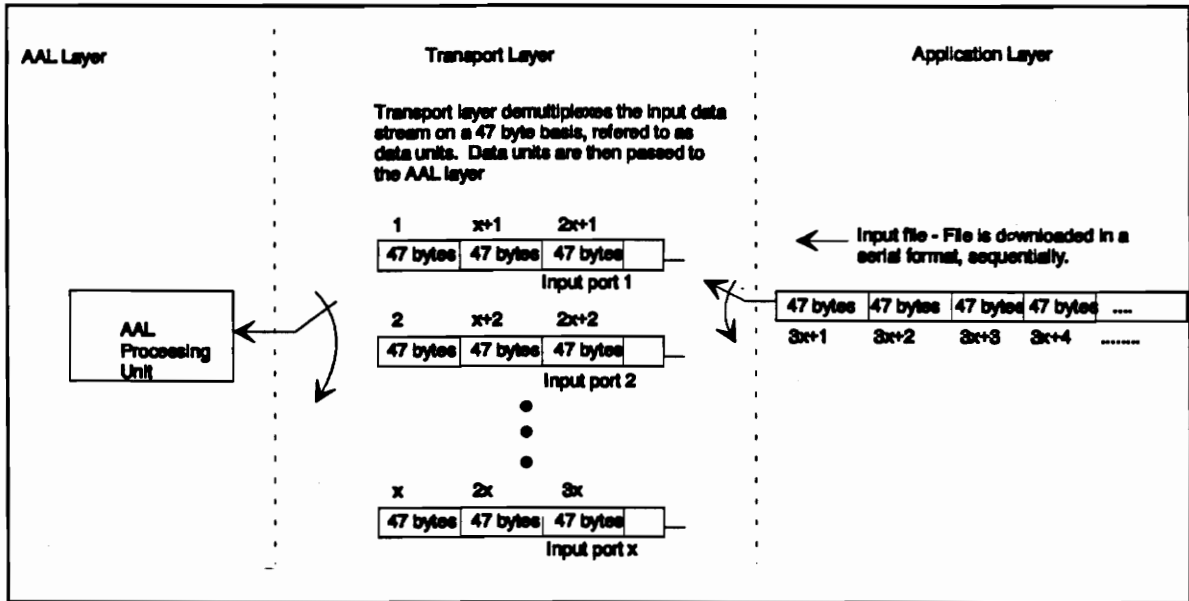 AAL Layer
Transport Layer
Application Layer
Transport layer demultiplexes the input data
stream on a 47 byte basis, refered to as
data units. Data units are then passed to
the AAL layer
1 x+1 2x+1
47 bytes 47 bytes 47 bytes
Input port 1
Input file - File is downloaded in a
serial format, sequentially.
47 bytes 47 bytes 47 bytes 47 bytes ....
3x+1 3x+2 3x+3 3x+4 ........
AAL
Processing
Unit
2 x+2 2x+2
47 bytes 47 bytes 47 bytes
Input port 2
x 2x 3x
47 bytes 47 bytes 47 bytes
Input port x